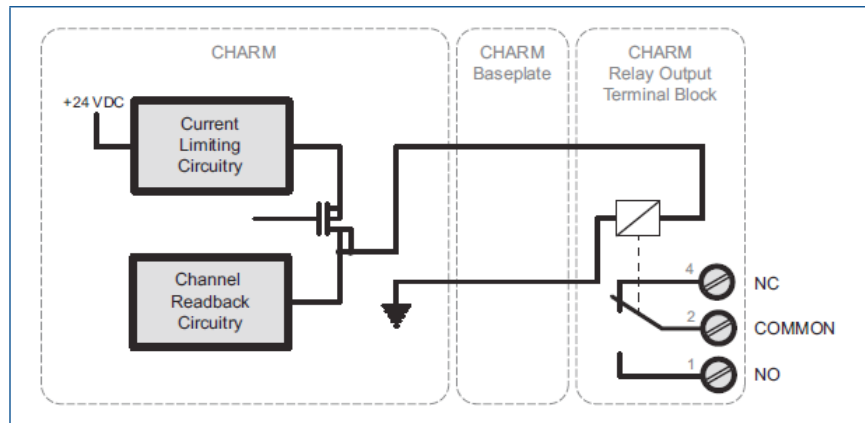 CHARM
CHARM
Baseplate
CHARM
Relay Output
Terminal Block
+24 VDC
Current
Limiting
Circuitry
Channel
Readback
Circuitry
4
NC
2
COMMON
1
NO